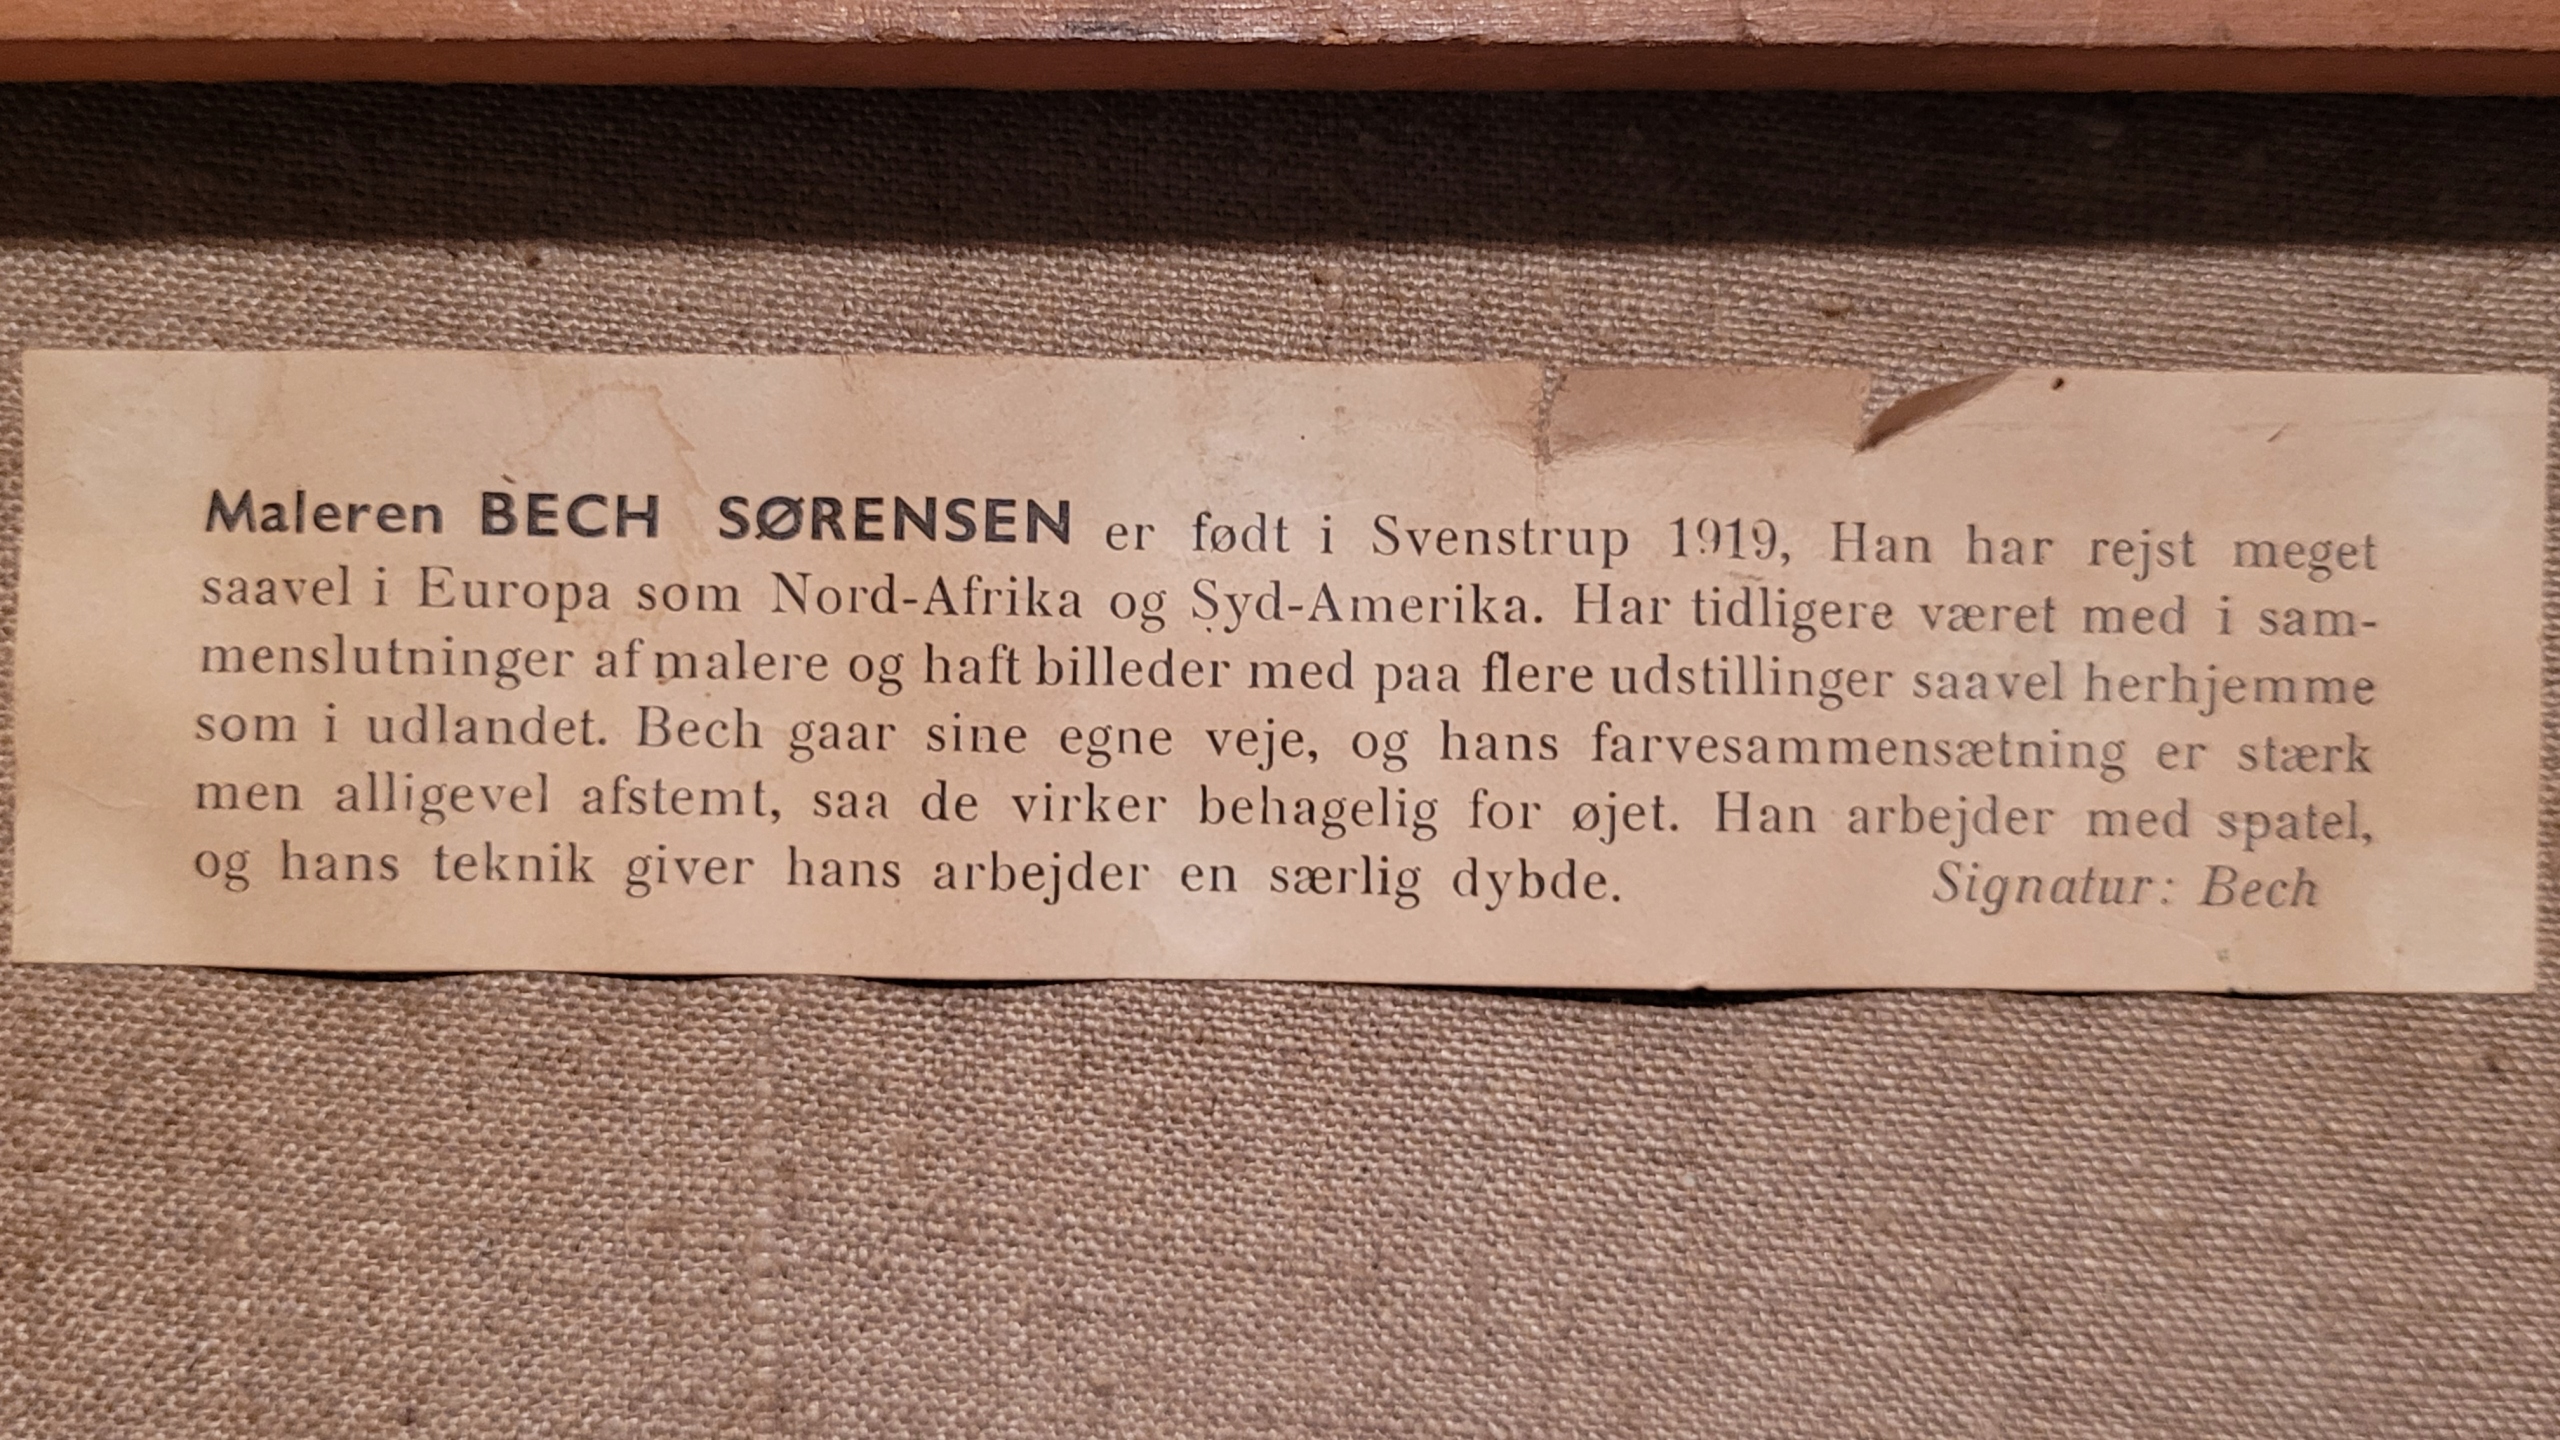 Maleren BECH SØRENSEN er født i Svenstrup 1919, Han har rejst meget
saavel i Europa som Nord-Afrika og Syd-Amerika. Har tidligere været med i sam-
menslutninger af malere og haft billeder med paa flere udstillinger saavel herhjemme
som i udlandet. Bech gaar sine egne veje, og hans farvesammensætning er stærk
men alligevel afstemt, saa de virker behagelig for øjet. Han arbejder med spatel,
og hans teknik giver hans arbejder en særlig dybde. Signatur: Bech